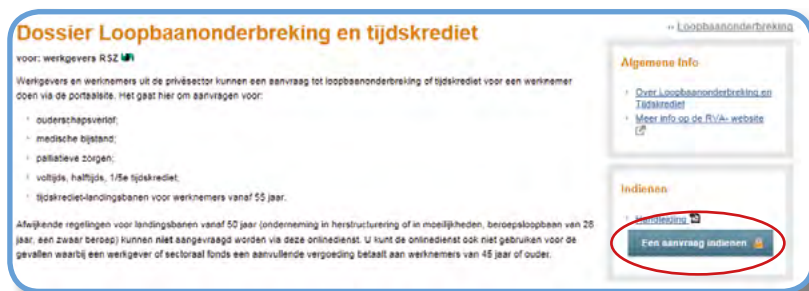 Dossier Loopbaanonderbreking en tijdskrediet
voor: werkgevers RSZ
Werkgevers en werknemers uit de privésector kunnen een aanvraag tot loopbaanonderbreking of tijdskrediet voor een werknemer
doen via de portaalsite. Het gaat hier om aanvragen voor:
ouderschapsverlof;
medische bijstand;
palliatieve zorgen;
voltijds, halftijds, 1/5e tijdskrediet;
tijdskrediet-landingsbanen voor werknemers vanaf 55 jaar.
Afwijkende regelingen voor landingsbanen vanaf 50 jaar (onderneming in herstructurering of in moeilijkheden, beroepsloopbaan van 28
jaar, een zwaar beroep) kunnen niet aangevraagd worden via deze onlinedienst. U kunt de onlinedienst ook niet gebruiken voor de
gevallen waarbij een werkgever of sectoraal fonds een aanvullende vergoeding betaalt aan werknemers van 45 jaar of ouder.
‹‹ Loopbaanonderbreking
Algemene Info
Over Loopbaanonderbreking en
Tijdskrediet
Meer info op de RVA- website
Indienen
Handleiding
Een aanvraag indienen